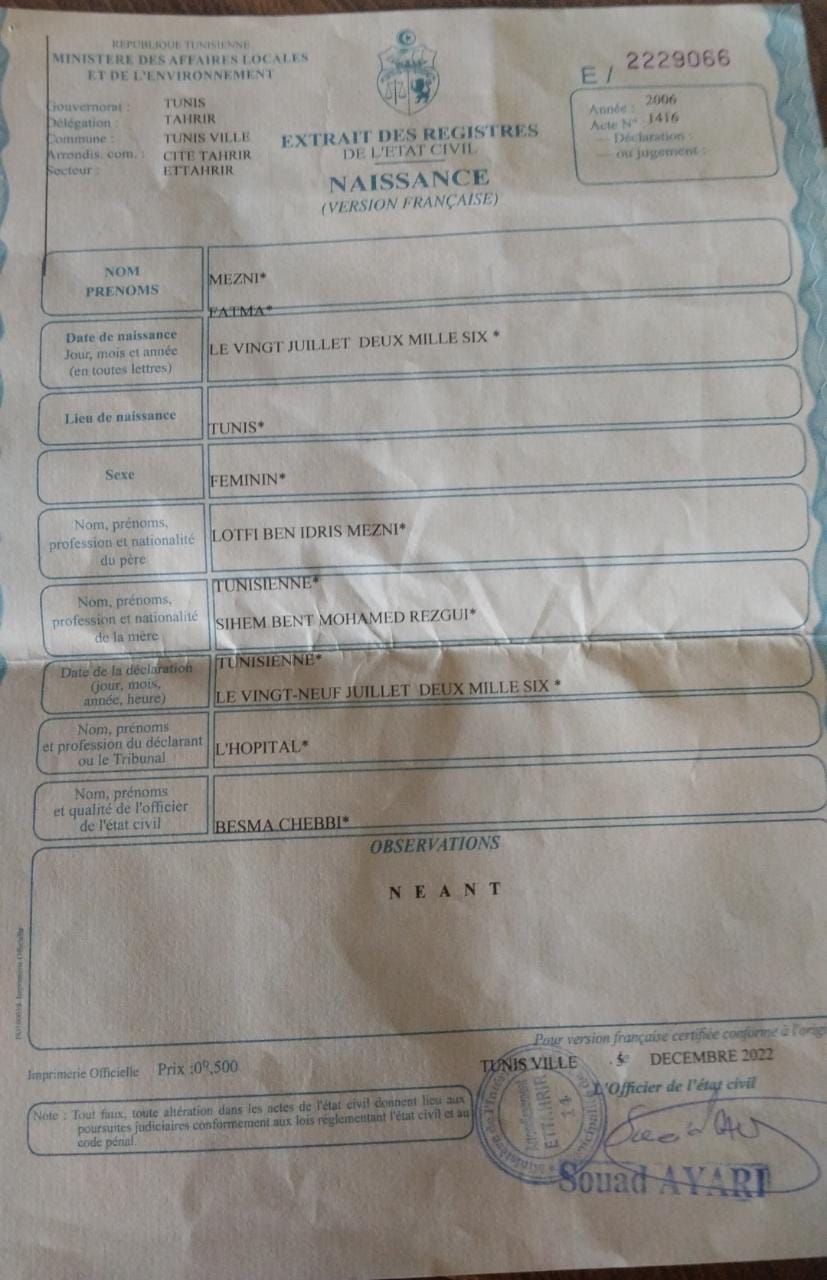 REPUBLIQUE TUNISIENNE
MINISTERE DES AFFAIRES LOCALES
ET DE L'ENVIRONNEMENT
Gouvernorat : TUNIS
Délégation : TAHRIR
Commune : TUNIS VILLE
Arrondis. com. : CITE TAHRIR
Secteur : ETTAHRIR
EXTRAIT DES REGISTRES
DE L'ETAT CIVIL
NAISSANCE
(VERSION FRANÇAISE)
E / 2229066
Année : 2006
Acte N° 1416
— Déclaration :
— ou jugement :
NOM
PRENOMS
MEZNI*
FATMA*
Date de naissance
Jour, mois et année
(en toutes lettres)
LE VINGT JUILLET DEUX MILLE SIX *
Lieu de naissance
TUNIS*
Sexe
FEMININ*
Nom, prénoms,
profession et nationalité
du père
LOTFI BEN IDRIS MEZNI*
TUNISIENNE*
Nom, prénoms,
profession et nationalité
de la mère
SIHEM BENT MOHAMED REZGUI*
TUNISIENNE*
Date de la déclaration
(jour, mois,
année, heure)
LE VINGT-NEUF JUILLET DEUX MILLE SIX *
Nom, prénoms
et profession du déclarant
ou le Tribunal
L'HOPITAL*
Nom, prénoms
et qualité de l'officier
de l'état civil
BESMA CHEBBI*
OBSERVATIONS
N E A N T
Pour version française certifiée conforme à l'orig
Imprimerie Officielle Prix :09,500
TUNIS VILLE DECEMBRE 2022
L'Officier de l'état civil
Note : Tout faux, toute altération dans les actes de l'état civil donnent lieu aux
poursuites judiciaires conformement aux lois réglementant l'état civil et au
code pénal.
Arrondissement
ETTAHRIR
14
Souad AYARI